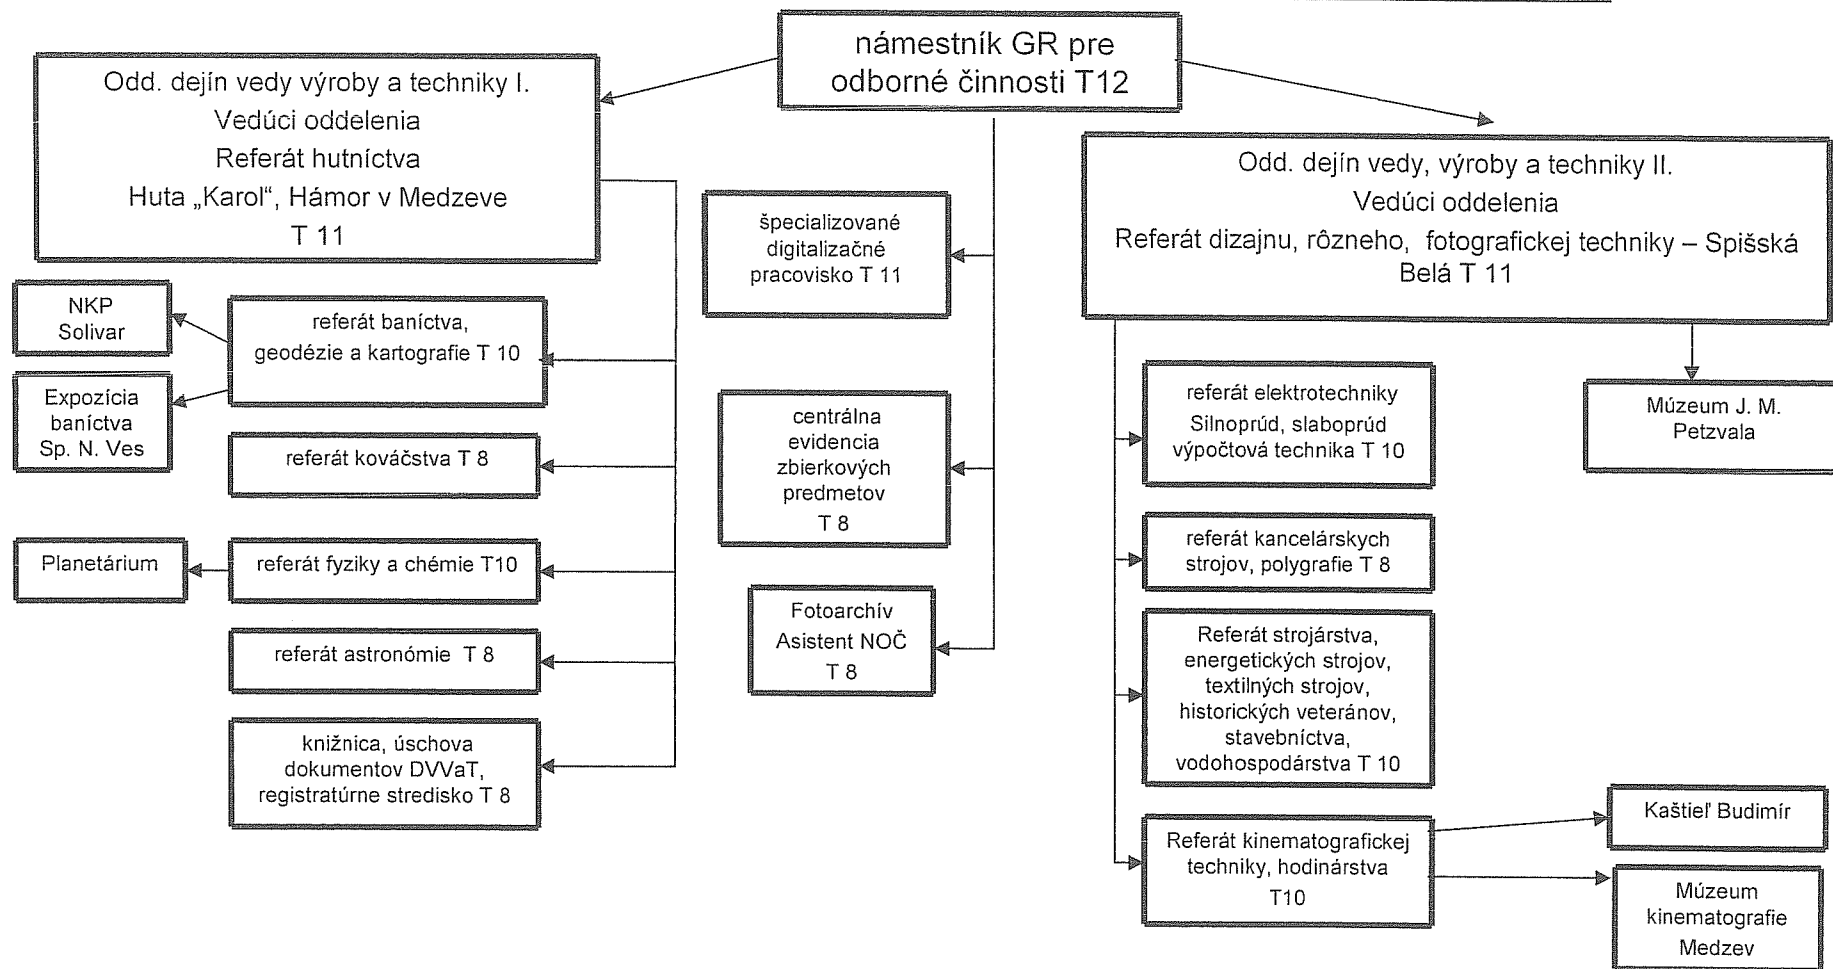 námestník GR pre
odborné činnosti T12
Odd. dejín vedy výroby a techniky I.
Vedúci oddelenia
Referát hutníctva
Huta „Karol“, Hámor v Medzeve
T 11
NKP
Solivar
Expozícia
baníctva
Sp. N. Ves
referát baníctva,
geodézie a kartografie T 10
referát kováčstva T 8
Planetárium
referát fyziky a chémie T10
referát astronómie T 8
knižnica, úschova
dokumentov DVVaT,
registratúrne stredisko T 8
špecializované
digitalizačné
pracovisko T 11
centrálna
evidencia
zbierkových
predmetov
T 8
Fotoarchív
Asistent NOČ
T 8
Odd. dejín vedy, výroby a techniky II.
Vedúci oddelenia
Referát dizajnu, rôzneho, fotografickej techniky – Spišská
Belá T 11
referát elektrotechniky
Silnoprúd, slaboprúd
výpočtová technika T 10
Múzeum J. M.
Petzvala
referát kancelárskych
strojov, polygrafie T 8
Referát strojárstva,
energetických strojov,
textilných strojov,
historických veteránov,
stavebníctva,
vodohospodárstva T 10
Referát kinematografickej
techniky, hodinárstva
T10
Kaštieľ Budimír
Múzeum
kinematografie
Medzev